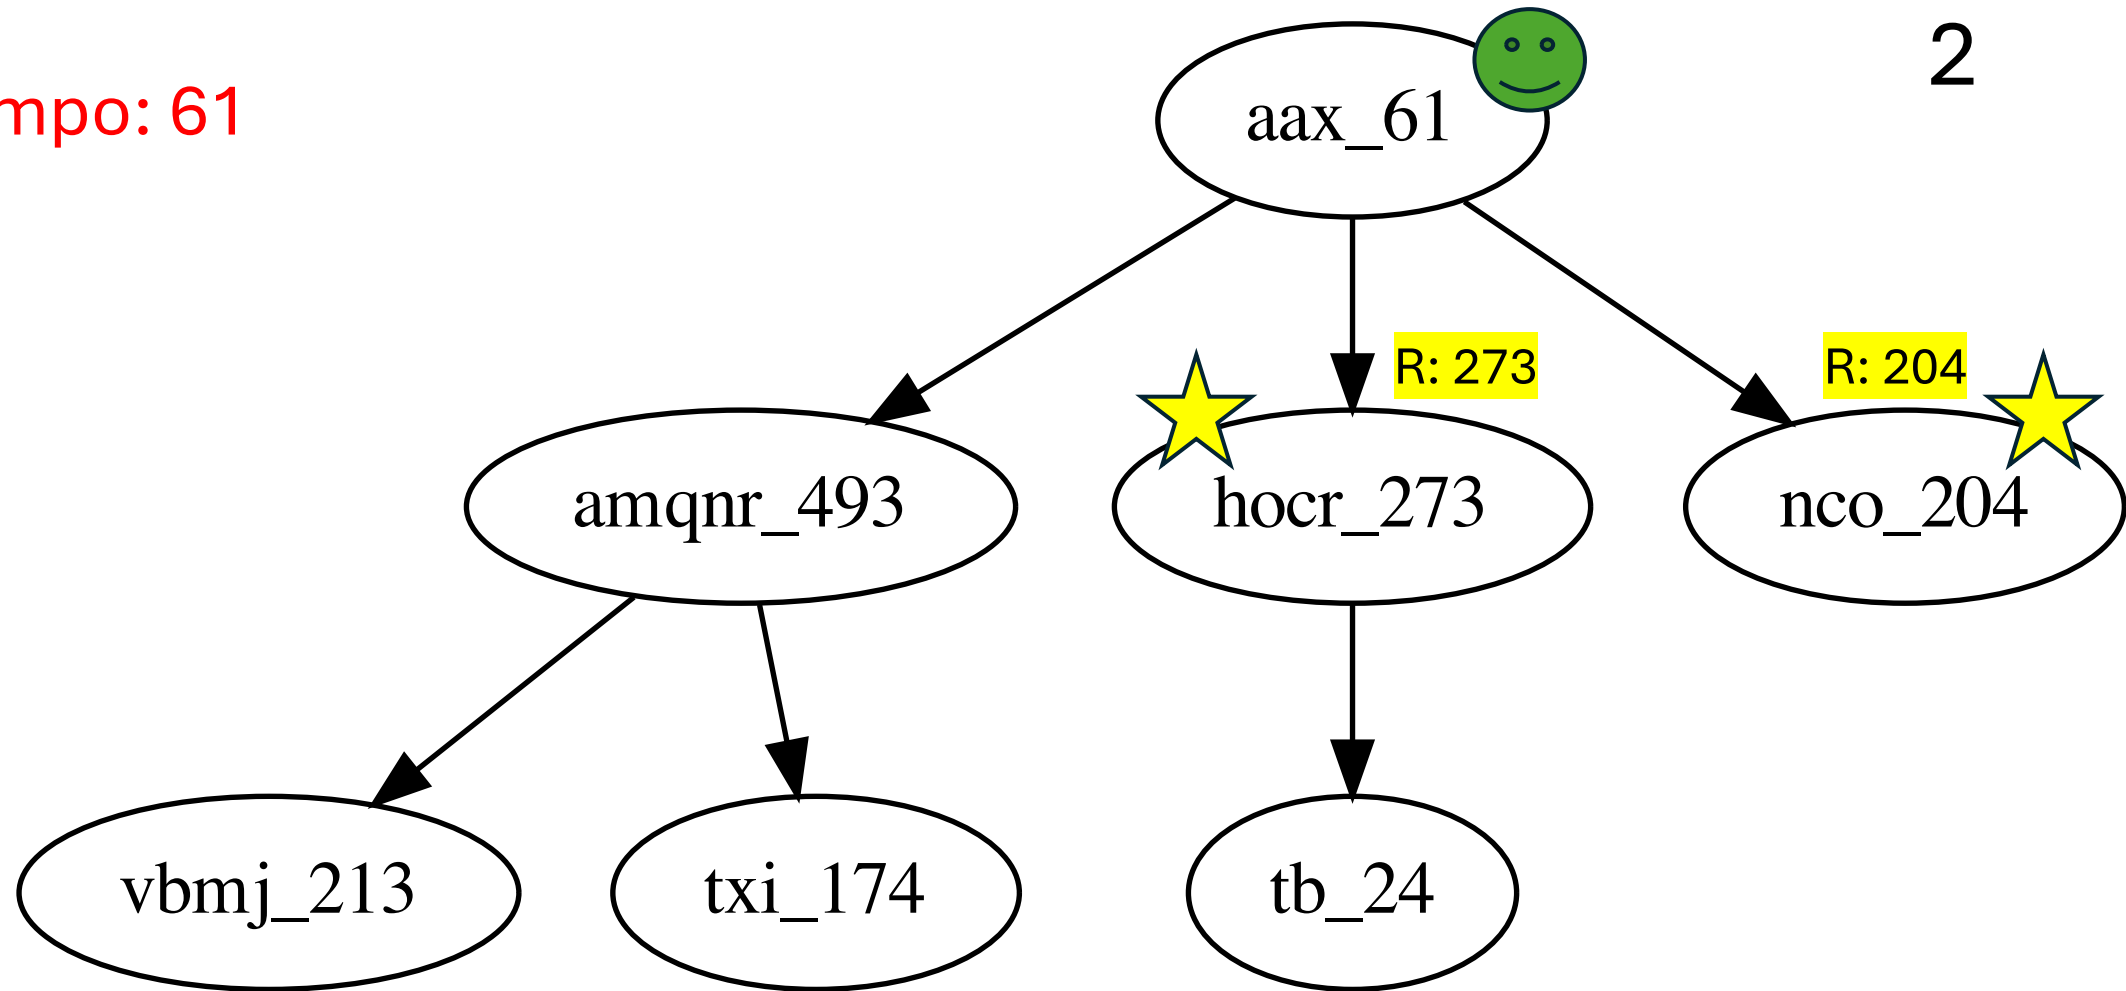 2
mpo: 61
aax_61
R: 273
R: 204
amqnr_493
hocr_273
nco_204
vbmj_213
txi_174
tb_24